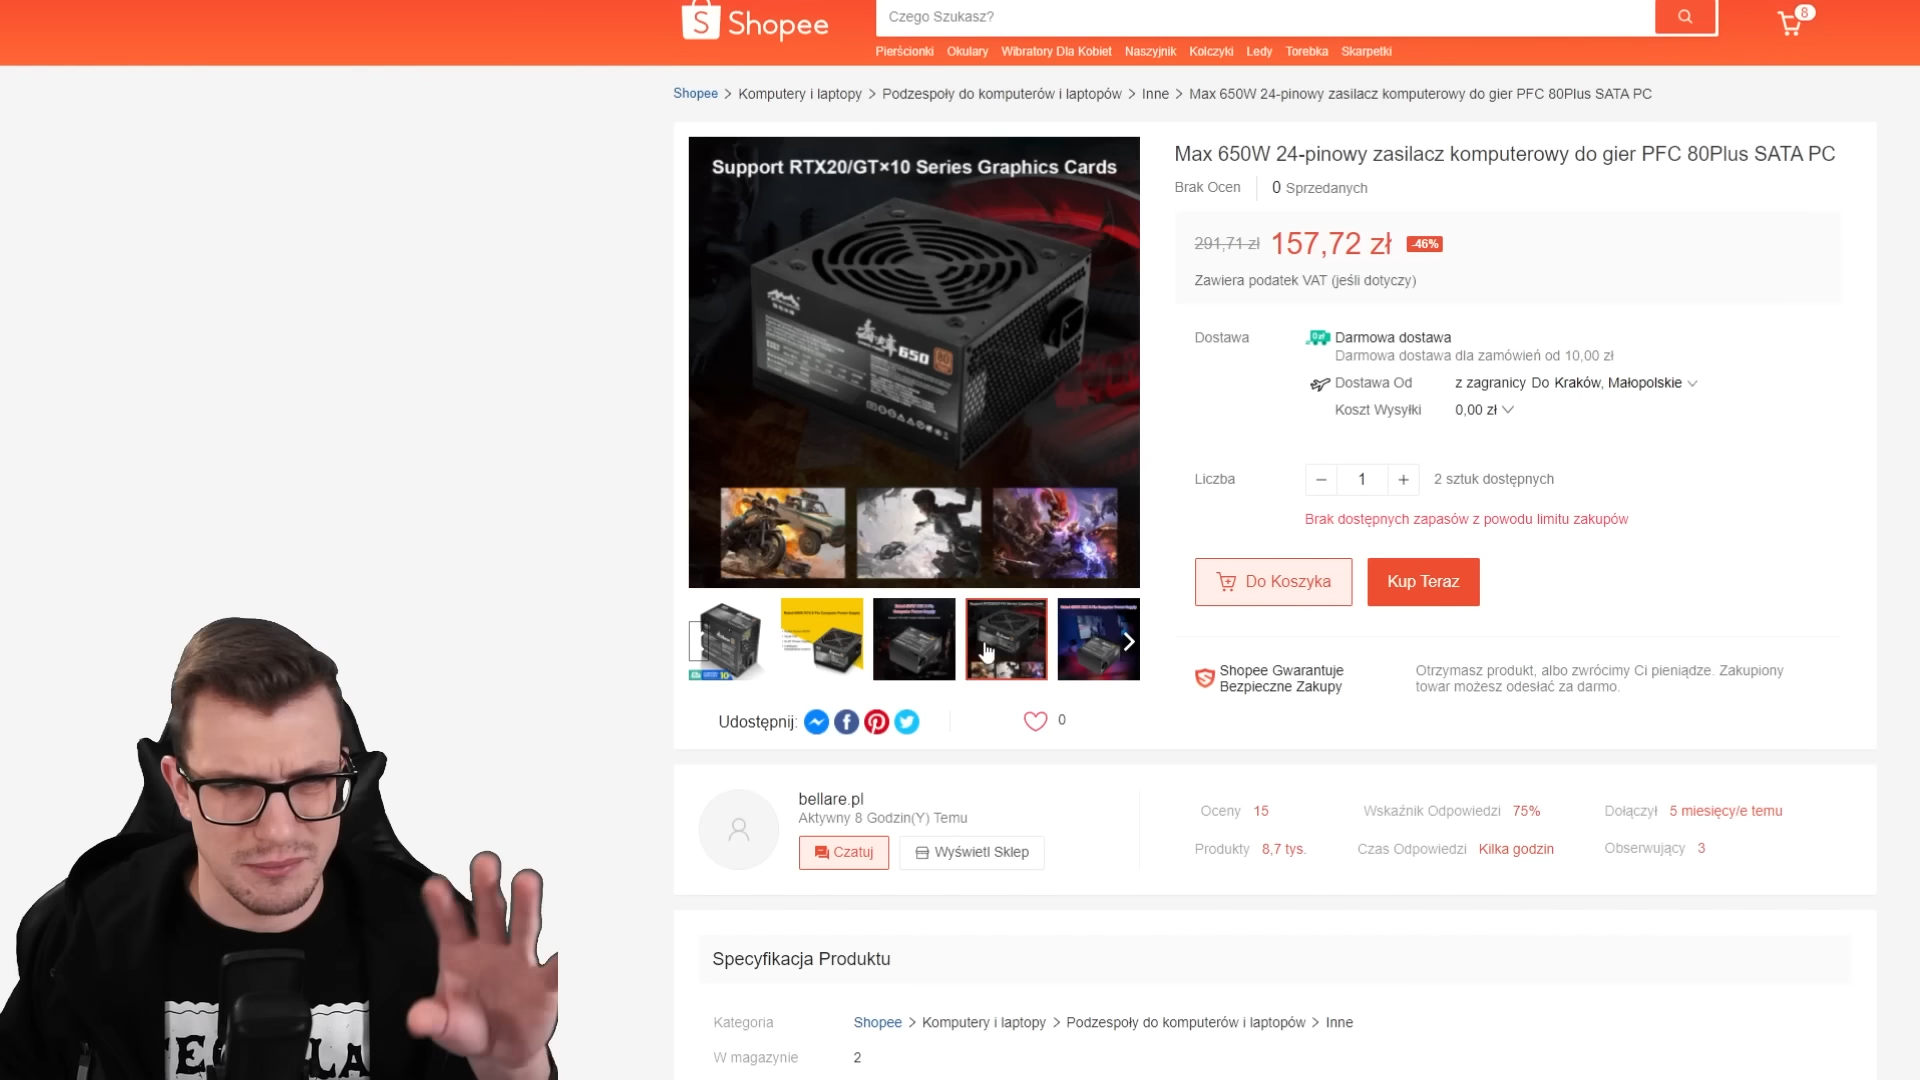 Shopee
Czego Szukasz?
8
Pierścionki Okulary Wibratory Dla Kobiet Naszyjnik Kolczyki Ledy Torebka Skarpetki
Shopee > Komputery i laptopy > Podzespoły do komputerów i laptopów > Inne > Max 650W 24-pinowy zasilacz komputerowy do gier PFC 80Plus SATA PC
Support RTX20/GT×10 Series Graphics Cards
650
80
Max 650W 24-pinowy zasilacz komputerowy do gier PFC 80Plus SATA PC
Brak Ocen 0 Sprzedanych
291,71 zł 157,72 zł -46%
Zawiera podatek VAT (jeśli dotyczy)
Dostawa Darmowa dostawa
Darmowa dostawa dla zamówień od 10,00 zł
Dostawa Od z zagranicy Do Kraków, Małopolskie
Koszt Wysyłki 0,00 zł
Liczba − 1 + 2 sztuk dostępnych
Brak dostępnych zapasów z powodu limitu zakupów
Do Koszyka Kup Teraz
Shopee Gwarantuje
Bezpieczne Zakupy
Otrzymasz produkt, albo zwrócimy Ci pieniądze. Zakupiony
towar możesz odesłać za darmo.
Udostępnij: 0
bellare.pl
Aktywny 8 Godzin(Y) Temu
Czatuj Wyświetl Sklep
Oceny 15 Wskaźnik Odpowiedzi 75% Dołączył 5 miesięcy/e temu
Produkty 8,7 tys. Czas Odpowiedzi Kilka godzin Obserwujący 3
Specyfikacja Produktu
Kategoria Shopee > Komputery i laptopy > Podzespoły do komputerów i laptopów > Inne
W magazynie 2